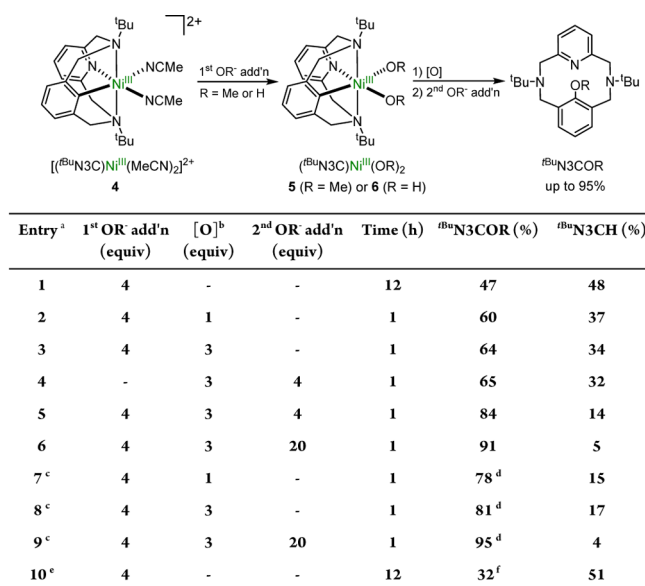 tBu
2+
N
N
NiIII
NCMe
NCMe
N
tBu
[(tBuN3C)NiIII(MeCN)2]2+
4
1st OR- add'n
R = Me or H
tBu
N
N
NiIII
OR
OR
N
tBu
(tBuN3C)NiIII(OR)2
5 (R = Me) or 6 (R = H)
1) [O]
2) 2nd OR- add'n
N
tBu-N
N-tBu
OR
tBuN3COR
up to 95%
Entry a 1st OR- add'n (equiv) [O]b (equiv) 2nd OR- add'n (equiv) Time (h) tBuN3COR (%) tBuN3CH (%)
1 4 - - 12 47 48
2 4 1 - 1 60 37
3 4 3 - 1 64 34
4 - 3 4 1 65 32
5 4 3 4 1 84 14
6 4 3 20 1 91 5
7 c 4 1 - 1 78 d 15
8 c 4 3 - 1 81 d 17
9 c 4 3 20 1 95 d 4
10 e 4 - - 12 32 f 51